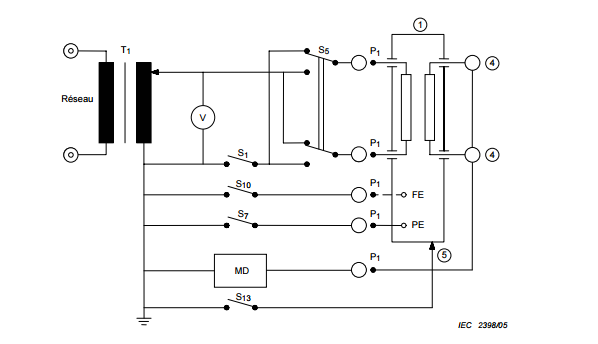 1
T1
S5
P1
4
Réseau
V
S1
P1
4
S10
P1
FE
S7
P1
PE
5
MD
P1
S13
IEC 2398/05